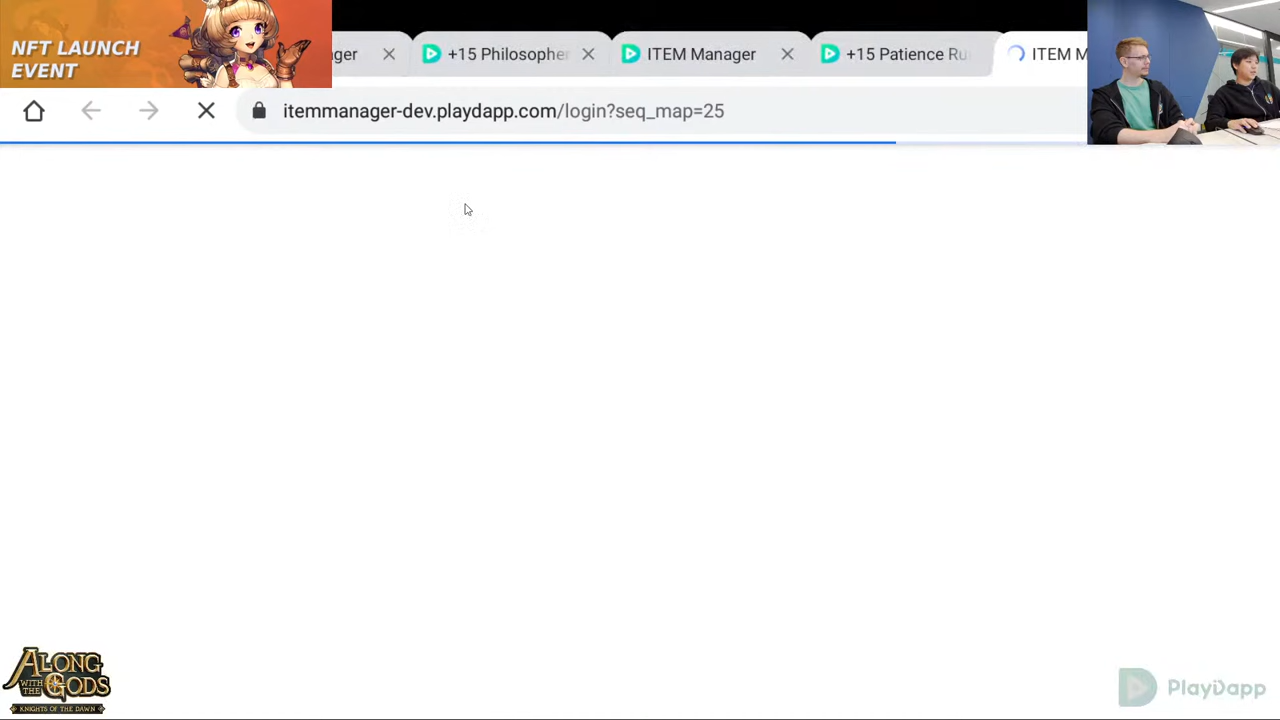 NFT LAUNCH
EVENT
ger
+15 Philosopher
ITEM Manager
+15 Patience Ru
ITEM M
itemmanager-dev.playdapp.com/login?seq_map=25
ALONG
WITH THE GODS
KNIGHTS OF THE DAWN
PlayDapp